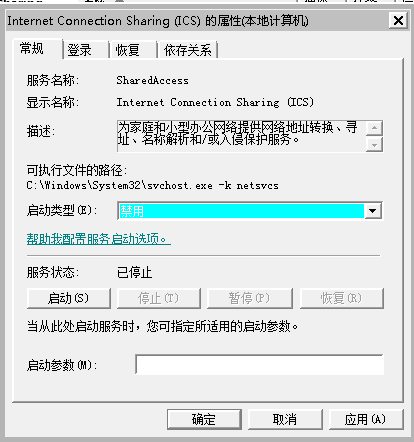 Internet Connection Sharing (ICS) 的属性(本地计算机)
常规 登录 恢复 依存关系
服务名称: SharedAccess
显示名称: Internet Connection Sharing (ICS)
描述: 为家庭和小型办公网络提供网络地址转换、寻
址、名称解析和/或入侵保护服务。
可执行文件的路径:
C:\Windows\System32\svchost.exe -k netsvcs
启动类型(E): 禁用
帮助我配置服务启动选项。
服务状态: 已停止
启动(S) 停止(T) 暂停(P) 恢复(R)
当从此处启动服务时，您可指定所适用的启动参数。
启动参数(M):
确定 取消 应用(A)